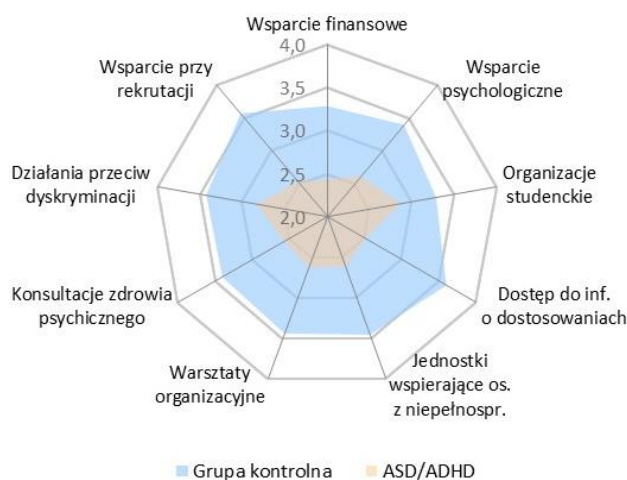 Wsparcie finansowe
4,0
3,5
3,0
2,5
2,0
Wsparcie
psychologiczne
Organizacje
studenckie
Dostęp do inf.
o dostosowaniach
Jednostki
wspierające os.
z niepełnospr.
Warsztaty
organizacyjne
Konsultacje zdrowia
psychicznego
Działania przeciw
dyskryminacji
Wsparcie przy
rekrutacji
Grupa kontrolna
ASD/ADHD